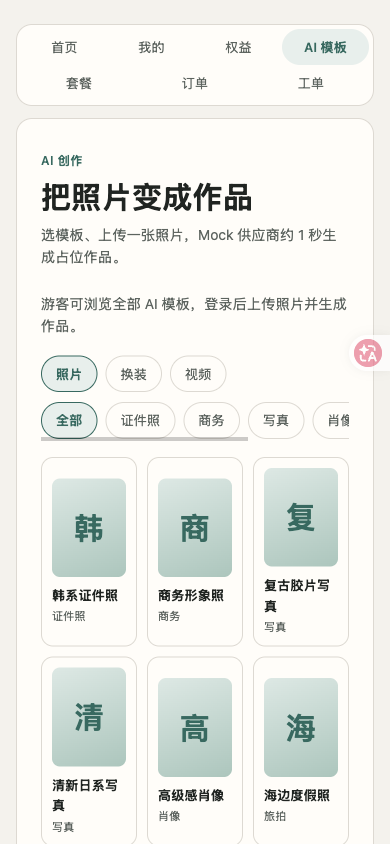 首页 我的 权益 AI 模板
套餐 订单 工单
AI 创作
把照片变成作品
选模板、上传一张照片，Mock 供应商约 1 秒生
成占位作品。
游客可浏览全部 AI 模板，登录后上传照片并生成
作品。
照片 换装 视频
全部 证件照 商务 写真 肖像
韩 商 复
韩系证件照 商务形象照 复古胶片写
真
证件照 商务 写真
清 高 海
清新日系写 高级感肖像 海边度假照
真
写真 肖像 旅拍